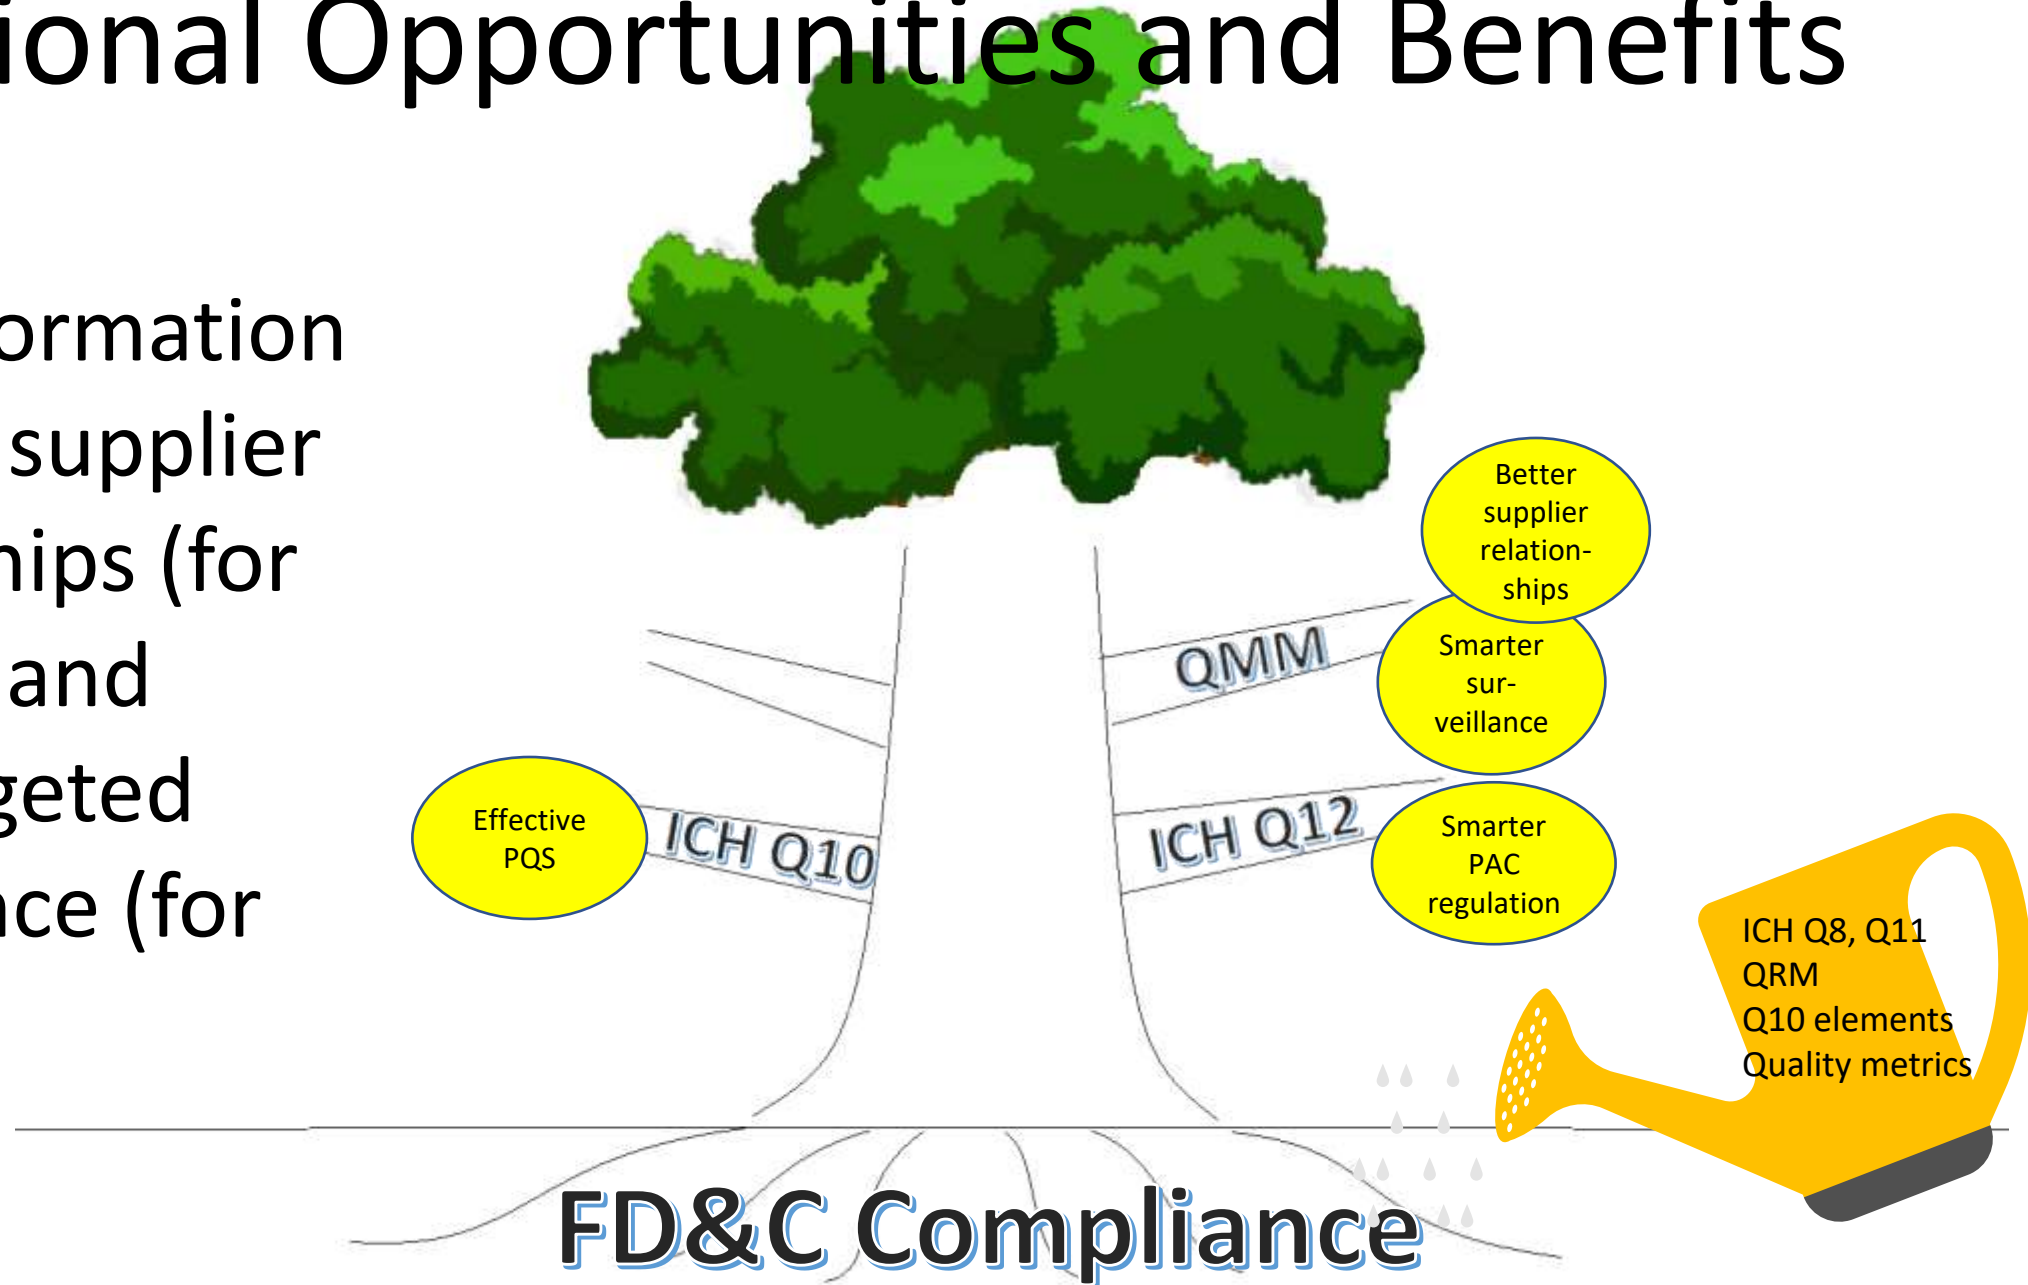 ional Opportunities and Benefits
ormation
supplier
hips (for
and
geted
nce (for
Better
supplier
relation-
ships
QMM
Smarter
sur-
veillance
Effective
PQS
ICH Q10
ICH Q12
Smarter
PAC
regulation
ICH Q8, Q11
QRM
Q10 elements
Quality metrics
FD&C Compliance